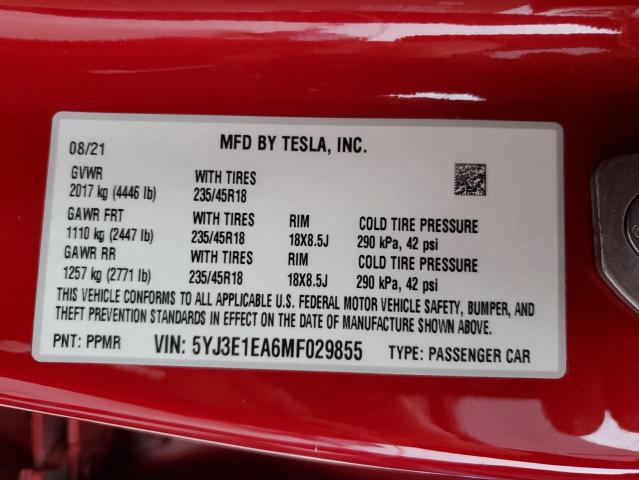 MFD BY TESLA, INC.
08/21
GVWR WITH TIRES
2017 kg (4446 lb) 235/45R18
GAWR FRT WITH TIRES RIM COLD TIRE PRESSURE
1110 kg (2447 lb) 235/45R18 18X8.5J 290 kPa, 42 psi
GAWR RR WITH TIRES RIM COLD TIRE PRESSURE
1257 kg (2771 lb) 235/45R18 18X8.5J 290 kPa, 42 psi
THIS VEHICLE CONFORMS TO ALL APPLICABLE U.S. FEDERAL MOTOR VEHICLE SAFETY, BUMPER, AND
THEFT PREVENTION STANDARDS IN EFFECT ON THE DATE OF MANUFACTURE SHOWN ABOVE.
PNT: PPMR VIN: 5YJ3E1EA6MF029855 TYPE: PASSENGER CAR